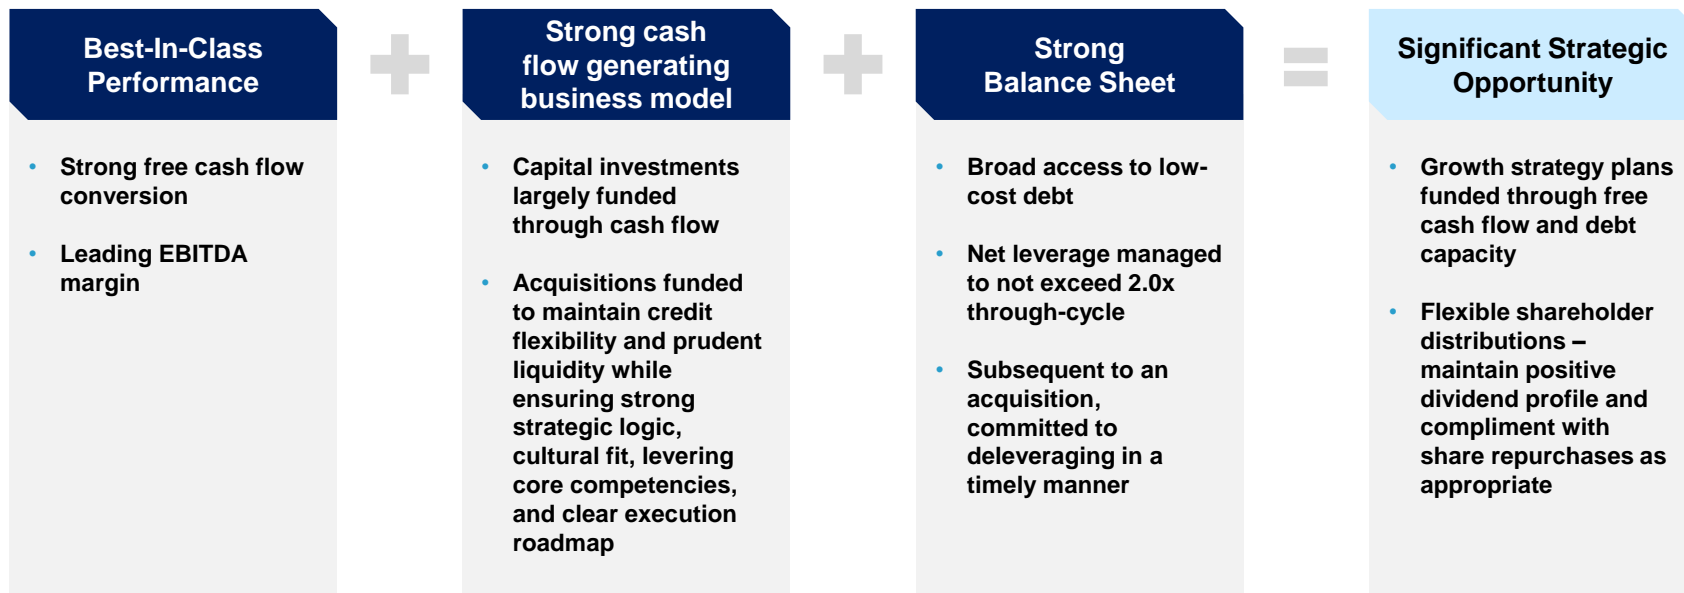 Best-In-Class
Performance
• Strong free cash flow
conversion
• Leading EBITDA
margin
Strong cash
flow generating
business model
• Capital investments
largely funded
through cash flow
• Acquisitions funded
to maintain credit
flexibility and prudent
liquidity while
ensuring strong
strategic logic,
cultural fit, levering
core competencies,
and clear execution
roadmap
Strong
Balance Sheet
• Broad access to low-
cost debt
• Net leverage managed
to not exceed 2.0x
through-cycle
• Subsequent to an
acquisition,
committed to
deleveraging in a
timely manner
Significant Strategic
Opportunity
• Growth strategy plans
funded through free
cash flow and debt
capacity
• Flexible shareholder
distributions –
maintain positive
dividend profile and
compliment with
share repurchases as
appropriate